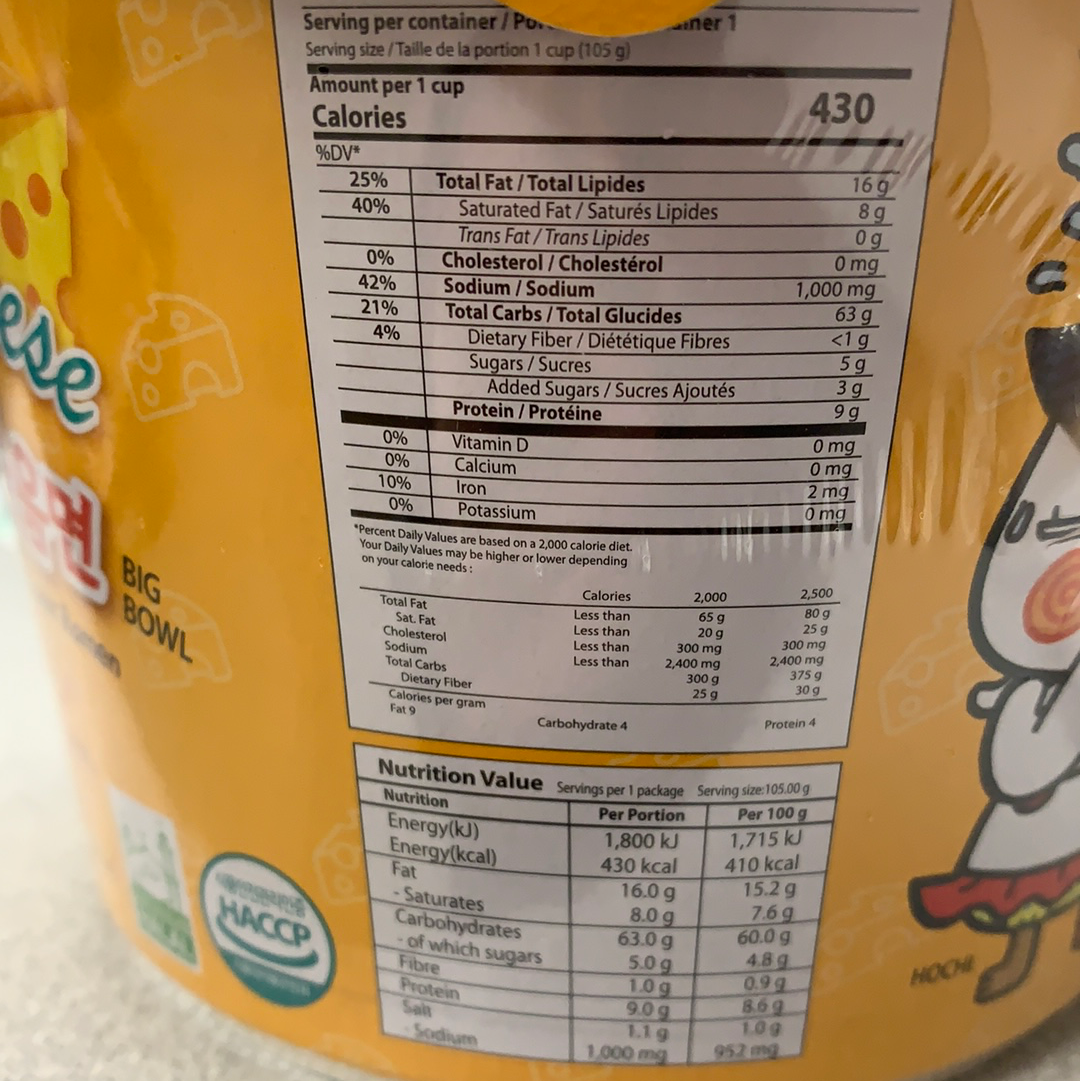 Serving per container / ner 1
Serving size / Taille de la portion 1 cup (105 g)
Amount per 1 cup
Calories 430
%DV*
25% Total Fat / Total Lipides 16 g
40% Saturated Fat / Saturés Lipides 8 g
Trans Fat / Trans Lipides 0 g
0% Cholesterol / Cholestérol 0 mg
42% Sodium / Sodium 1,000 mg
21% Total Carbs / Total Glucides 63 g
4% Dietary Fiber / Diététique Fibres <1 g
Sugars / Sucres 5 g
Added Sugars / Sucres Ajoutés 3 g
Protein / Protéine 9 g
0% Vitamin D 0 mg
0% Calcium 0 mg
10% Iron 2 mg
0% Potassium 0 mg
*Percent Daily Values are based on a 2,000 calorie diet.
Your Daily Values may be higher or lower depending
on your calorie needs :
Calories 2,000 2,500
Total Fat Less than 65 g 80 g
Sat. Fat Less than 20 g 25 g
Cholesterol Less than 300 mg 300 mg
Sodium Less than 2,400 mg 2,400 mg
Total Carbs 300 g 375 g
Dietary Fiber 25 g 30 g
Calories per gram
Fat 9 Carbohydrate 4 Protein 4
Nutrition Value Servings per 1 package Serving size:105.00 g
Nutrition Per Portion Per 100 g
Energy(kJ) 1,800 kJ 1,715 kJ
Energy(kcal) 430 kcal 410 kcal
Fat 16.0 g 15.2 g
- Saturates 8.0 g 7.6 g
Carbohydrates 63.0 g 60.0 g
- of which sugars 5.0 g 4.8 g
Fibre 1.0 g 0.9 g
Protein 9.0 g 8.6 g
Salt 1.1 g 1.0 g
- Sodium 1,000 mg 952 mg
ese
면
BIG
BOWL
HACCP
HOCHI